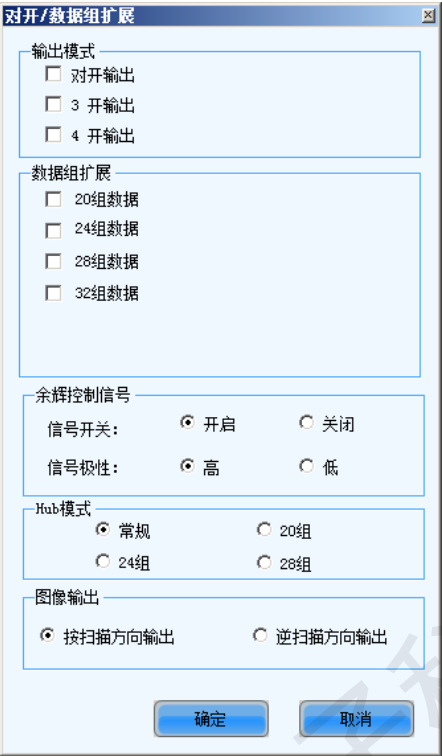 对开/数据组扩展
输出模式
对开输出
3 开输出
4 开输出
数据组扩展
20组数据
24组数据
28组数据
32组数据
余辉控制信号
信号开关: 开启 关闭
信号极性: 高 低
Hub模式
常规 20组
24组 28组
图像输出
按扫描方向输出 逆扫描方向输出
确定 取消